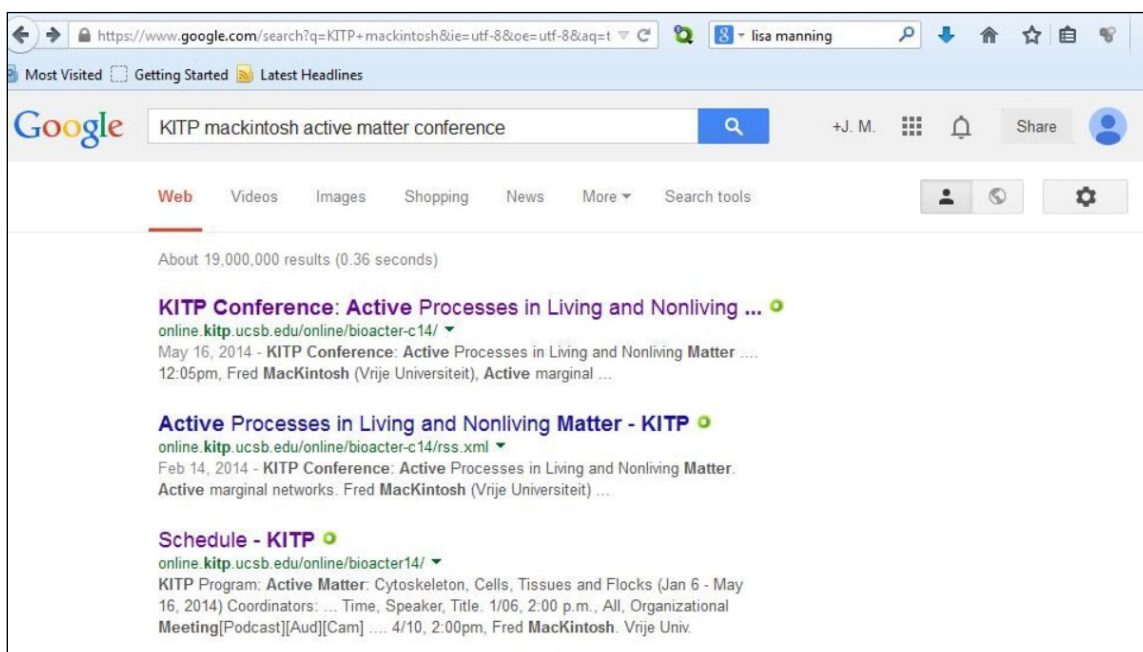 https://www.google.com/search?q=KITP+mackintosh&ie=utf-8&oe=utf-8&aq=t
lisa manning
Most Visited Getting Started Latest Headlines
Google KITP mackintosh active matter conference +J. M. Share
Web Videos Images Shopping News More Search tools
About 19,000,000 results (0.36 seconds)
KITP Conference: Active Processes in Living and Nonliving ...
online.kitp.ucsb.edu/online/bioacter-c14/
May 16, 2014 - KITP Conference: Active Processes in Living and Nonliving Matter ....
12:05pm, Fred MacKintosh (Vrije Universiteit), Active marginal ...
Active Processes in Living and Nonliving Matter - KITP
online.kitp.ucsb.edu/online/bioacter-c14/rss.xml
Feb 14, 2014 - KITP Conference: Active Processes in Living and Nonliving Matter.
Active marginal networks. Fred MacKintosh (Vrije Universiteit) ...
Schedule - KITP
online.kitp.ucsb.edu/online/bioacter14/
KITP Program: Active Matter: Cytoskeleton, Cells, Tissues and Flocks (Jan 6 - May
16, 2014) Coordinators: ... Time, Speaker, Title. 1/06, 2:00 p.m., All, Organizational
Meeting[Podcast][Aud][Cam] .... 4/10, 2:00pm, Fred MacKintosh. Vrije Univ.